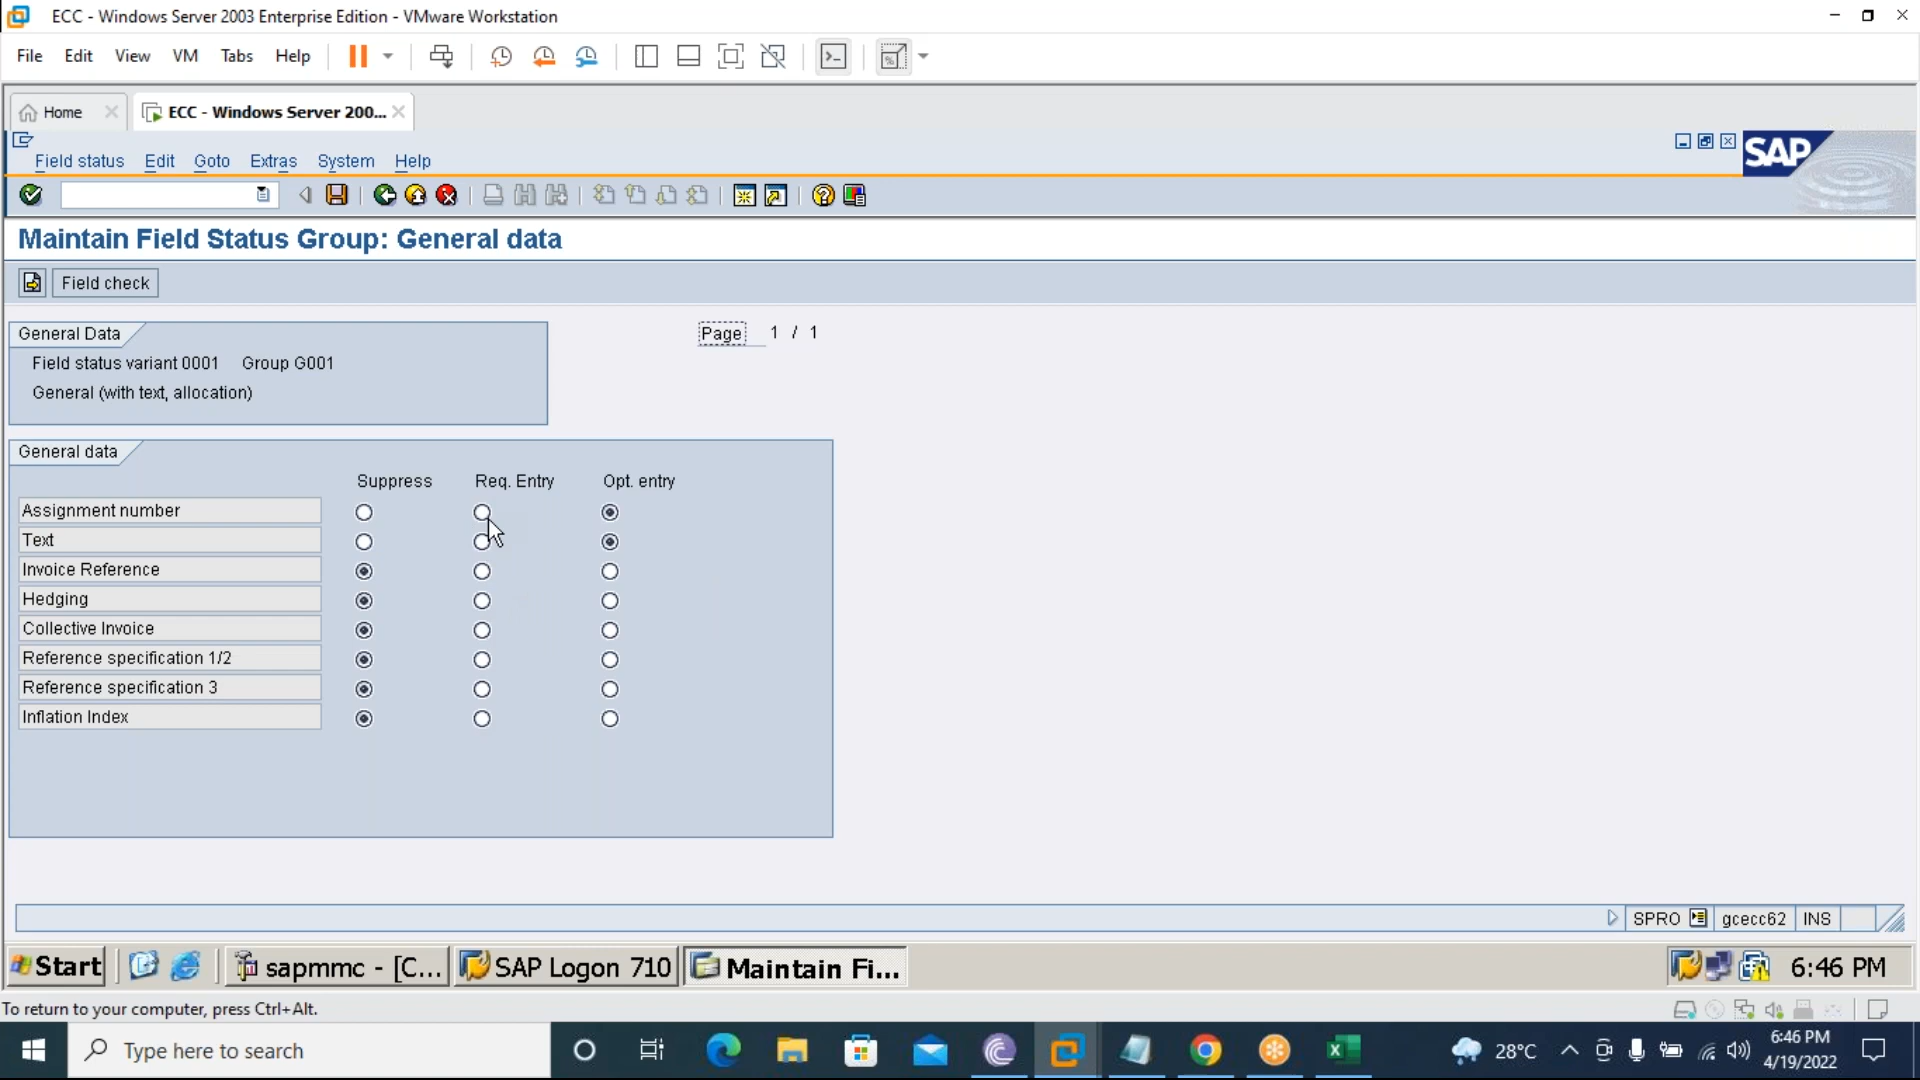 ECC - Windows Server 2003 Enterprise Edition - VMware Workstation
File Edit View VM Tabs Help
Home ECC - Windows Server 200...
Field status Edit Goto Extras System Help
SAP
Maintain Field Status Group: General data
Field check
General Data
Page 1 / 1
Field status variant 0001 Group G001
General (with text, allocation)
General data
Suppress Req. Entry Opt. entry
Assignment number
Text
Invoice Reference
Hedging
Collective Invoice
Reference specification 1/2
Reference specification 3
Inflation Index
SPRO gcecc62 INS
Start sapmmc - [C... SAP Logon 710 Maintain Fi... 6:46 PM
To return to your computer, press Ctrl+Alt.
Type here to search 28°C 6:46 PM
4/19/2022